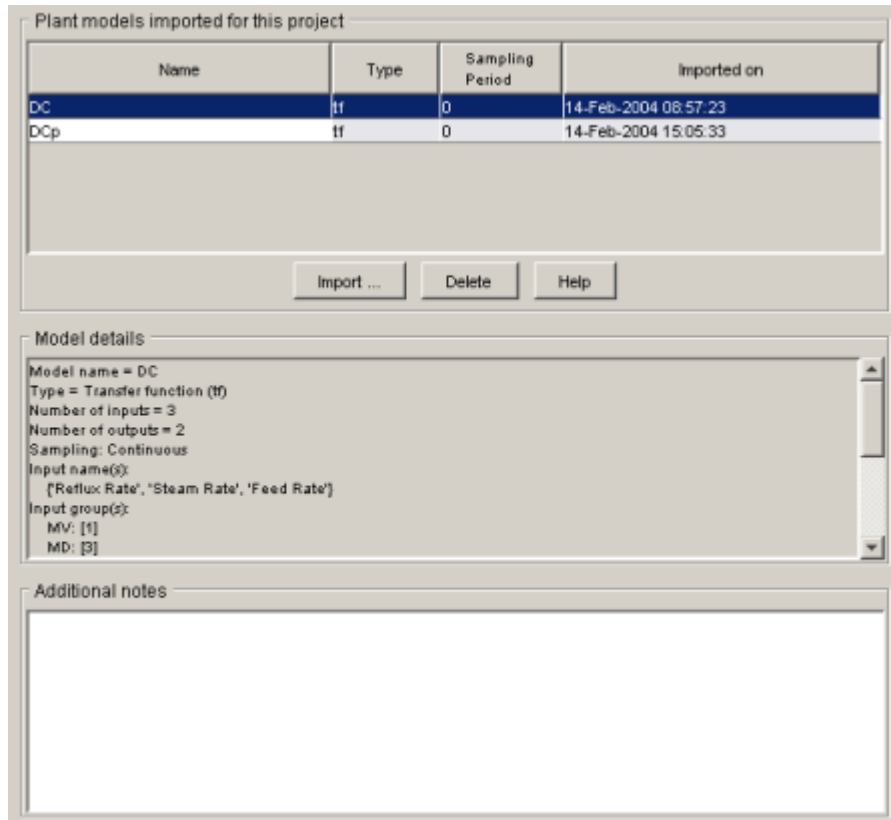 Plant models imported for this project
Name Type Sampling Period Imported on
DC tf 0 14-Feb-2004 08:57:23
DCp tf 0 14-Feb-2004 15:05:33
Import ... Delete Help
Model details
Model name = DC
Type = Transfer function (tf)
Number of inputs = 3
Number of outputs = 2
Sampling: Continuous
Input name(s):
{'Reflux Rate', 'Steam Rate', 'Feed Rate'}
Input group(s):
MV: [1]
MD: [3]
Additional notes